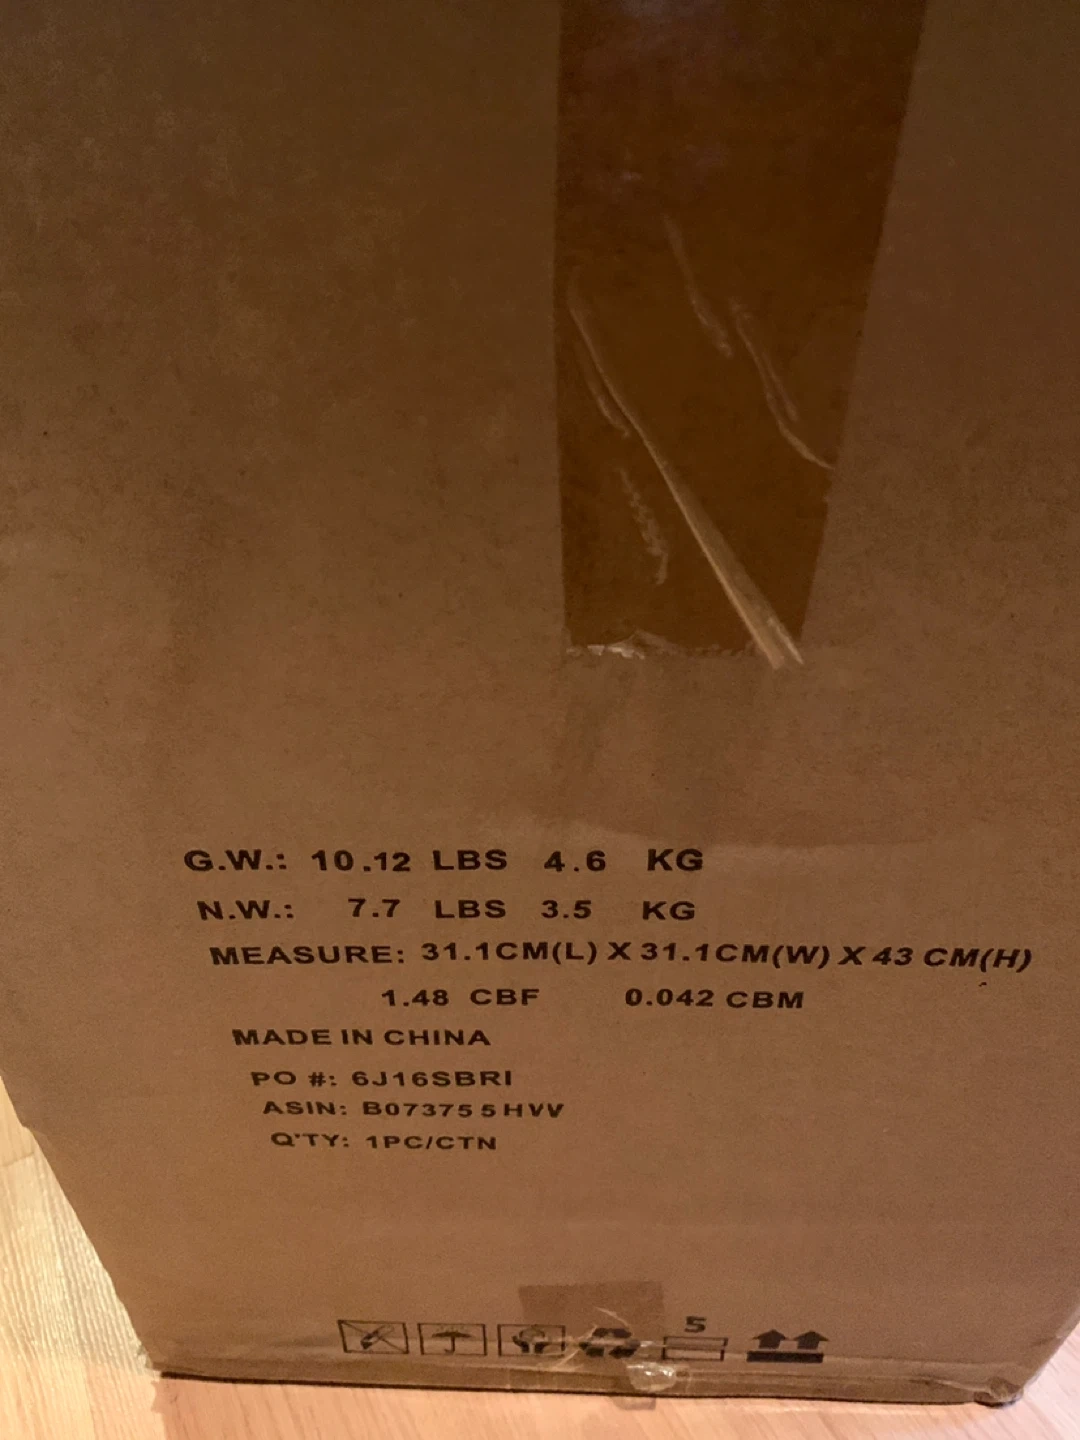 G.W.: 10.12 LBS 4.6 KG
N.W.: 7.7 LBS 3.5 KG
MEASURE: 31.1CM(L) X 31.1CM(W) X 43 CM(H)
1.48 CBF 0.042 CBM
MADE IN CHINA
PO #: 6J16SBRI
ASIN: B073755HVV
Q'TY: 1PC/CTN
5